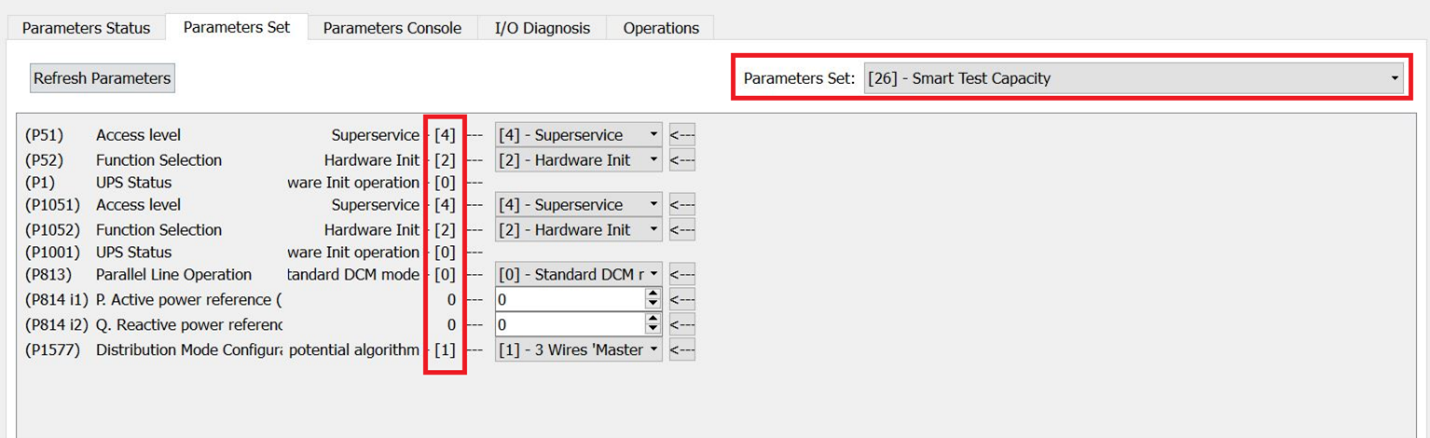 Parameters Status Parameters Set Parameters Console I/O Diagnosis Operations
Refresh Parameters Parameters Set: [26] - Smart Test Capacity
(P51) Access level Superservice - [4] --- [4] - Superservice <---
(P52) Function Selection Hardware Init - [2] --- [2] - Hardware Init <---
(P1) UPS Status ware Init operation - [0] ---
(P1051) Access level Superservice - [4] --- [4] - Superservice <---
(P1052) Function Selection Hardware Init - [2] --- [2] - Hardware Init <---
(P1001) UPS Status ware Init operation - [0] ---
(P813) Parallel Line Operation tandard DCM mode - [0] --- [0] - Standard DCM r <---
(P814 i1) P. Active power reference ( 0 --- 0 <---
(P814 i2) Q. Reactive power referenc 0 --- 0 <---
(P1577) Distribution Mode Configura potential algorithm - [1] --- [1] - 3 Wires 'Master <---